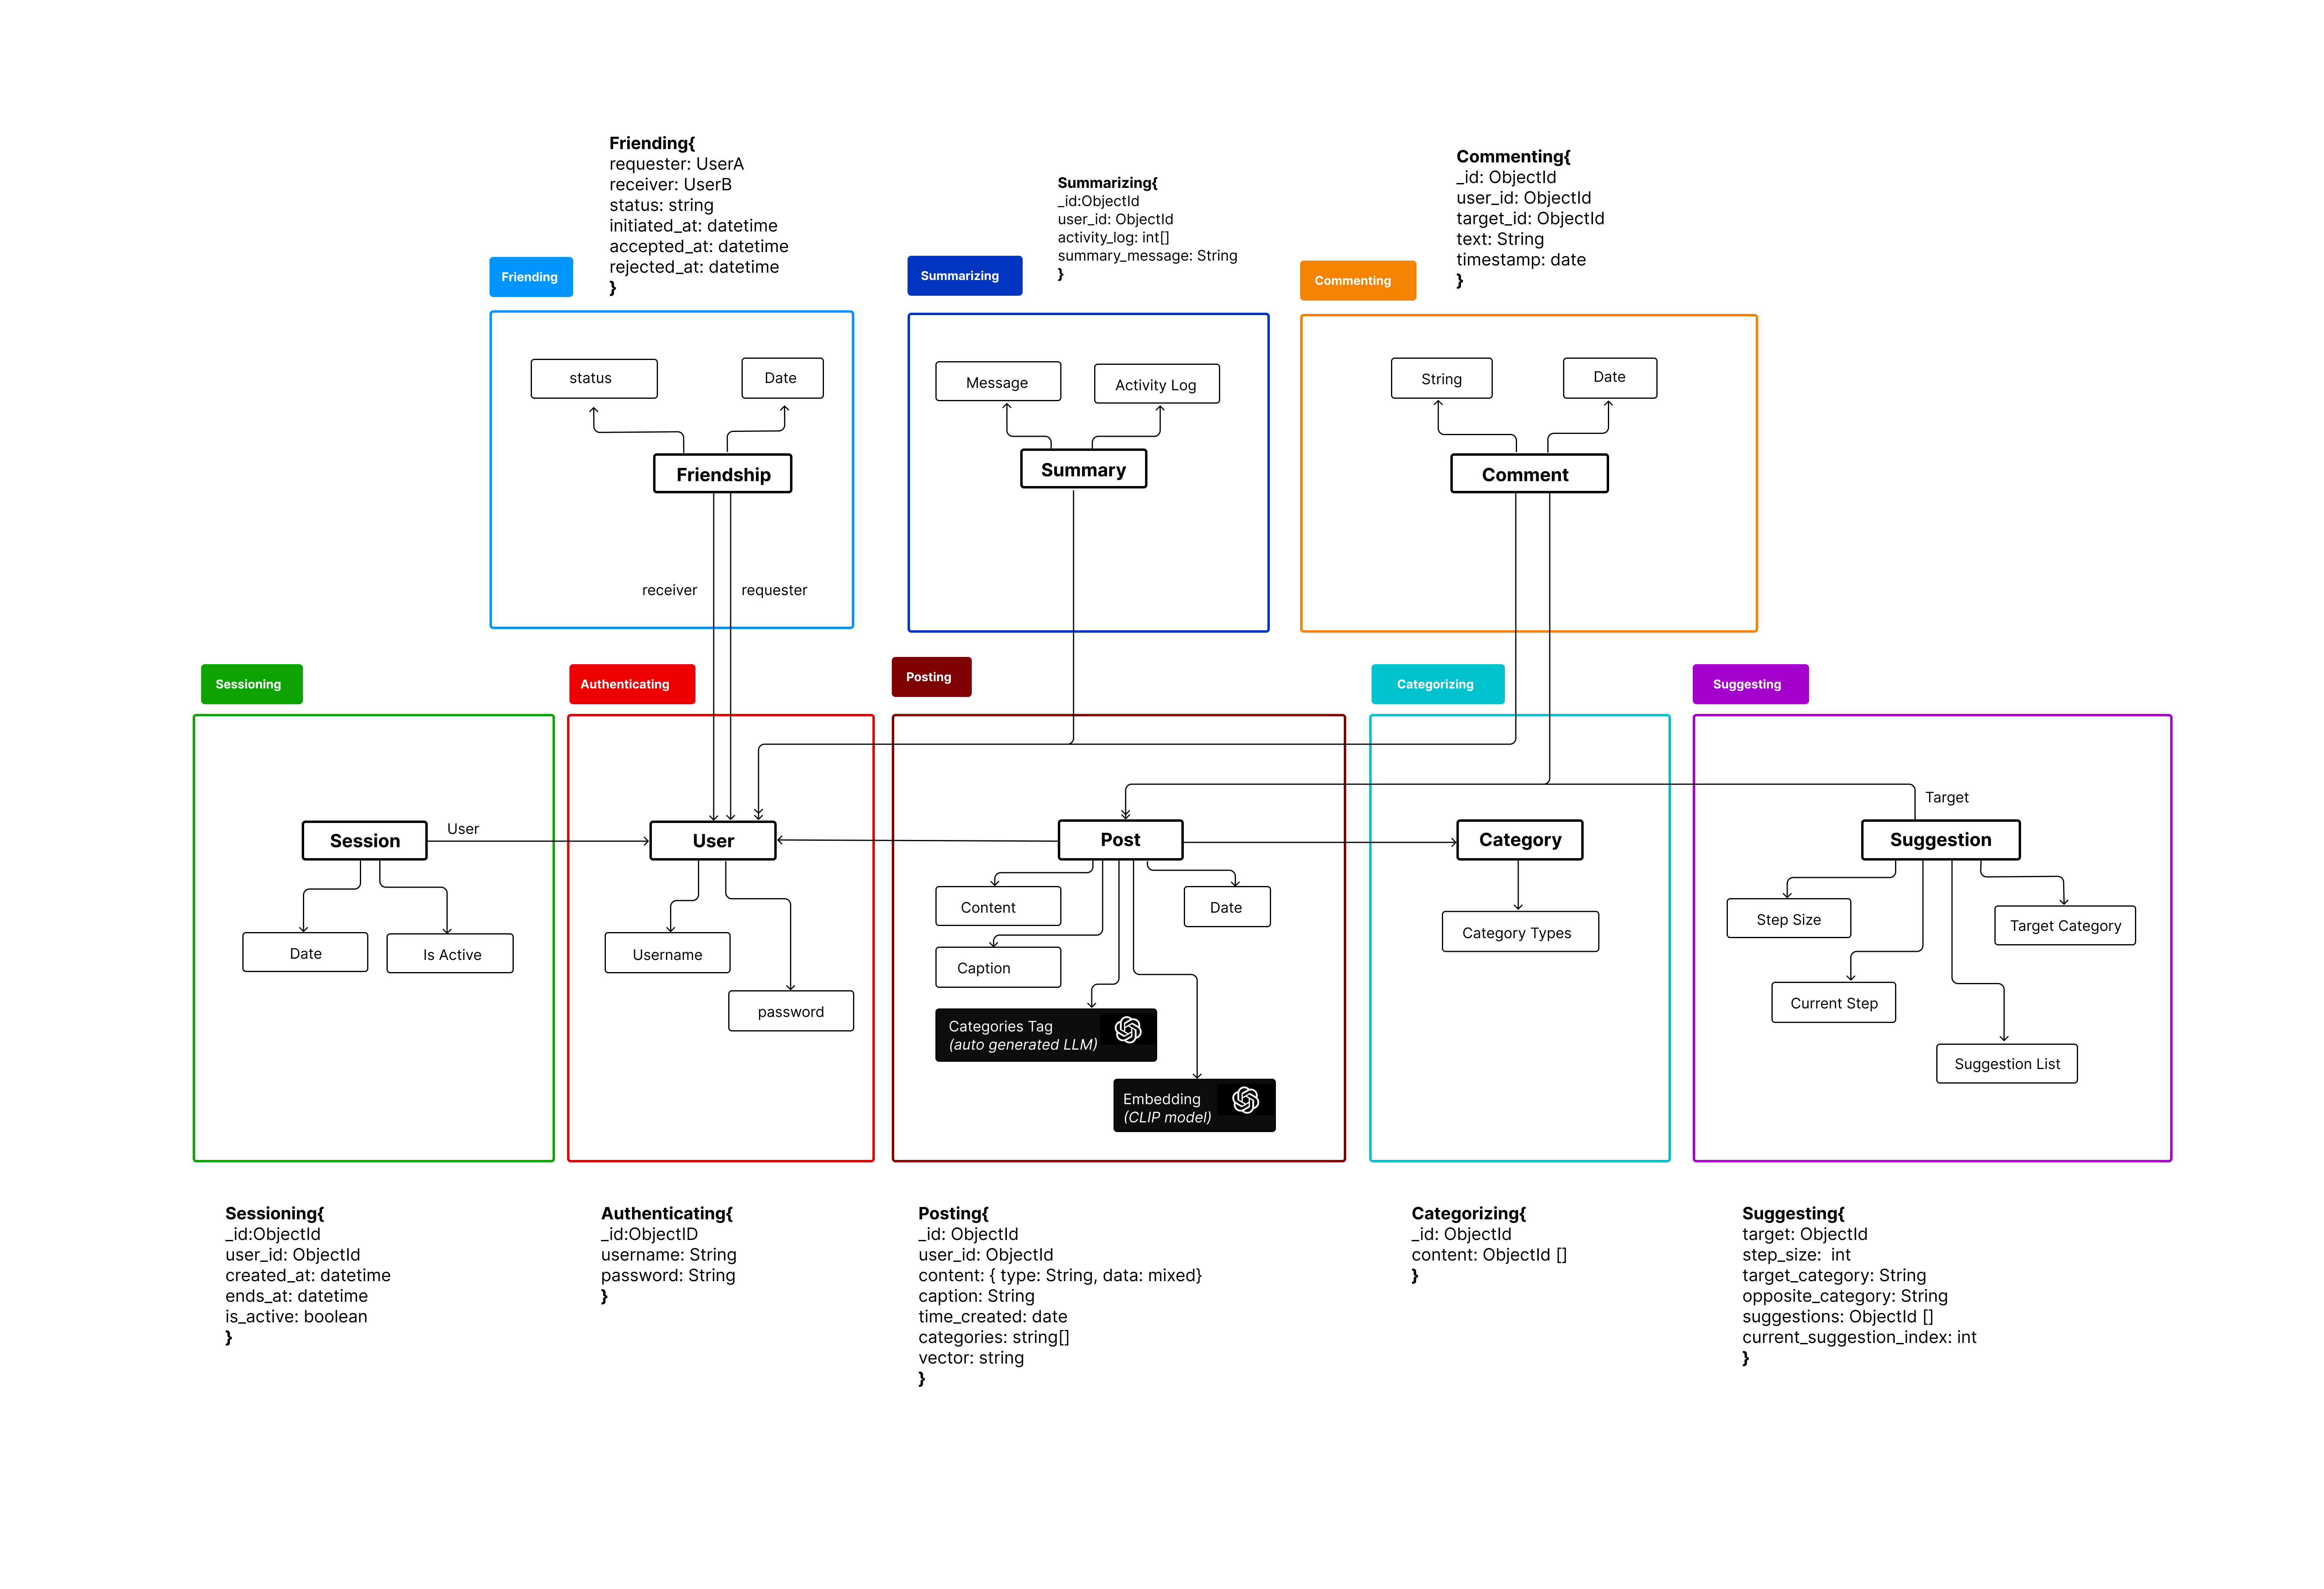 Friending{
requester: UserA
receiver: UserB
status: string
initiated_at: datetime
accepted_at: datetime
rejected_at: datetime
}
Summarizing{
_id:ObjectId
user_id: ObjectId
activity_log: int[]
summary_message: String
}
Commenting{
_id: ObjectId
user_id: ObjectId
target_id: ObjectId
text: String
timestamp: date
}
Friending
Summarizing
Commenting
status
Date
Friendship
receiver
requester
Message
Activity Log
Summary
String
Date
Comment
Sessioning
Authenticating
Posting
Categorizing
Suggesting
Session
User
Date
Is Active
User
Username
password
Post
Content
Date
Caption
Categories Tag
(auto generated LLM)
Embedding
(CLIP model)
Category
Category Types
Target
Suggestion
Step Size
Target Category
Current Step
Suggestion List
Sessioning{
_id:ObjectId
user_id: ObjectId
created_at: datetime
ends_at: datetime
is_active: boolean
}
Authenticating{
_id:ObjectID
username: String
password: String
}
Posting{
_id: ObjectId
user_id: ObjectId
content: { type: String, data: mixed}
caption: String
time_created: date
categories: string[]
vector: string
}
Categorizing{
_id: ObjectId
content: ObjectId []
}
Suggesting{
target: ObjectId
step_size:  int
target_category: String
opposite_category: String
suggestions: ObjectId []
current_suggestion_index: int
}